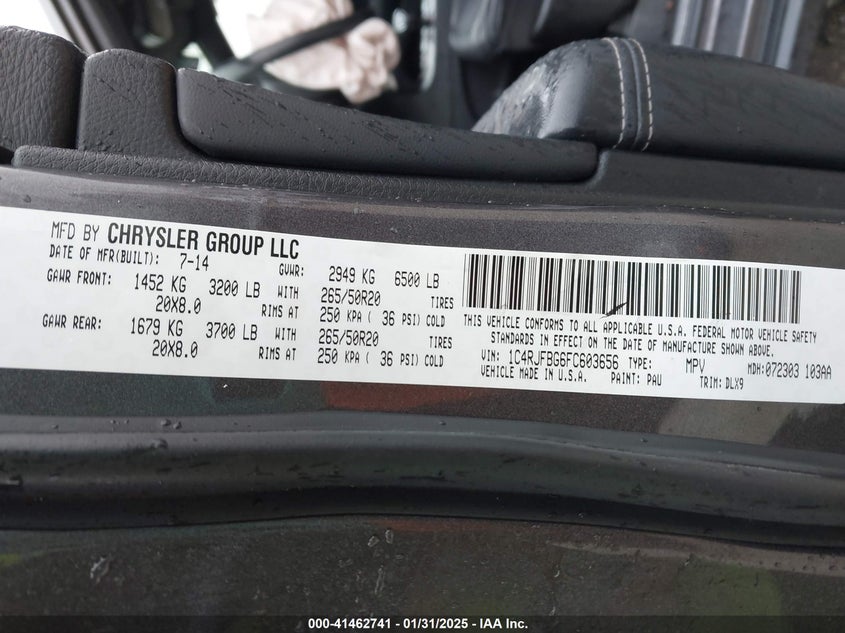 MFD BY CHRYSLER GROUP LLC
DATE OF MFR(BUILT): 7-14 GVWR: 2949 KG 6500 LB
GAWR FRONT: 1452 KG 3200 LB WITH 265/50R20 TIRES
20X8.0 RIMS AT 250 KPA ( 36 PSI) COLD
GAWR REAR: 1679 KG 3700 LB WITH 265/50R20 TIRES
20X8.0 RIMS AT 250 KPA ( 36 PSI) COLD
THIS VEHICLE CONFORMS TO ALL APPLICABLE U.S.A. FEDERAL MOTOR VEHICLE SAFETY
STANDARDS IN EFFECT ON THE DATE OF MANUFACTURE SHOWN ABOVE.
VIN: 1C4RJFBG6FC603656 TYPE: MPV MDH:072303 103AA
VEHICLE MADE IN U.S.A. PAINT: PAU TRIM: DLX9
000-41462741 - 01/31/2025 - IAA Inc.